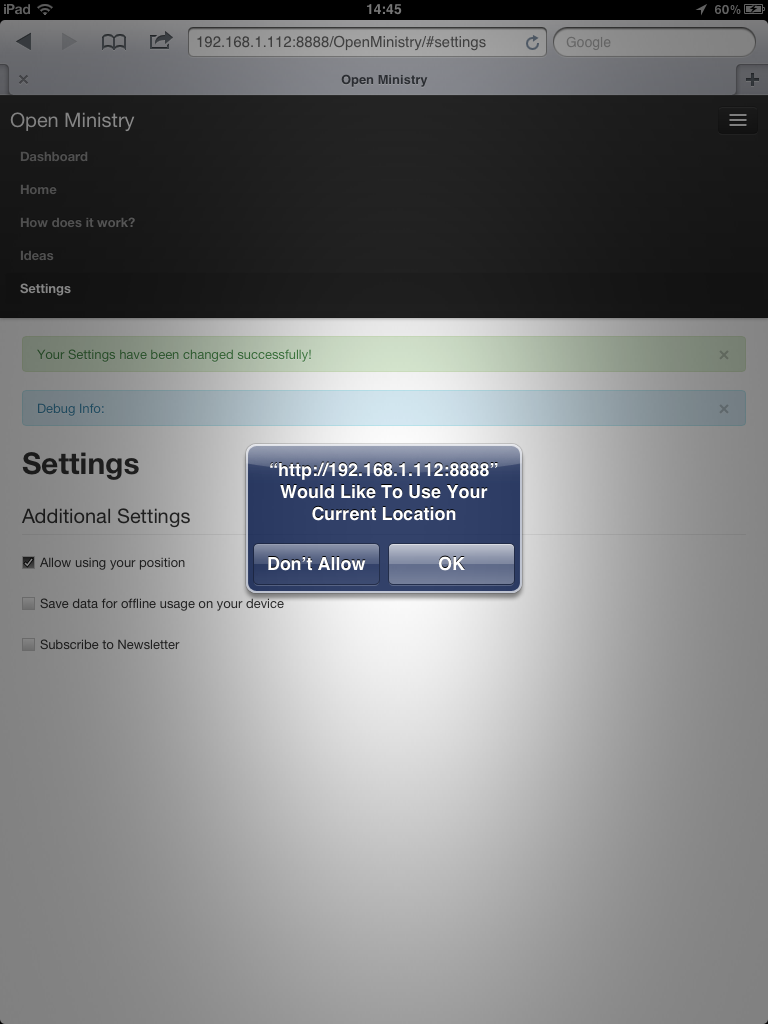 iPad 14:45 60%
192.168.1.112:8888/OpenMinistry/#settings Google
Open Ministry
Open Ministry
Dashboard
Home
How does it work?
Ideas
Settings
Your Settings have been changed successfully!
Debug Info:
Settings
Additional Settings
Allow using your position
Save data for offline usage on your device
Subscribe to Newsletter
“http://192.168.1.112:8888”
Would Like To Use Your
Current Location
Don’t Allow OK